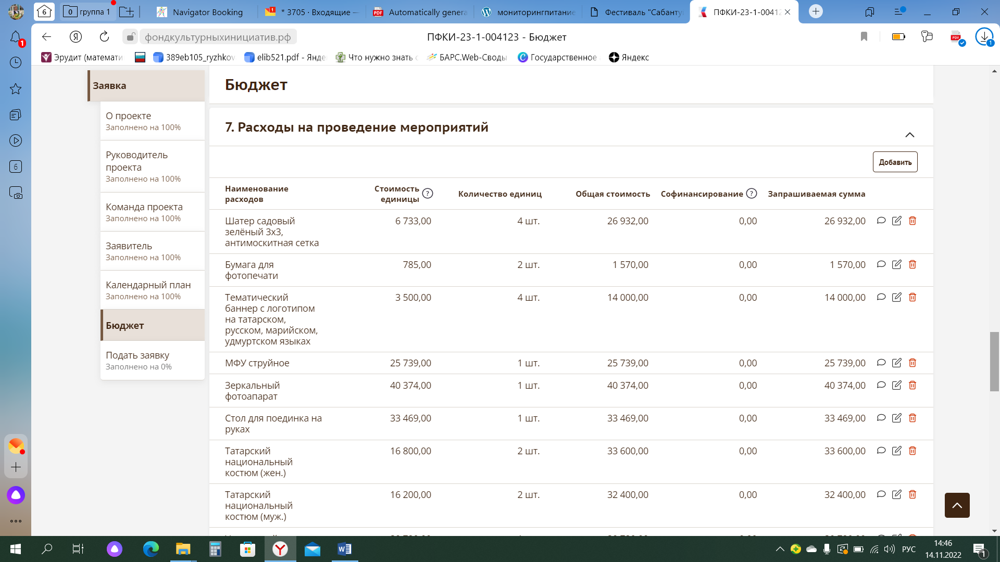 6
0 группа 1
Navigator Booking
* 3705 · Входящие —
Automatically genera
мониторингпитание
Фестиваль "Сабанту
ПФКИ-23-1-00412
фондкультурныхинициатив.рф
ПФКИ-23-1-004123 - Бюджет
Эрудит (математи
389eb105_ryzhkov
elib521.pdf - Янде
Что нужно знать
БАРС.Web-Своды
Государственное
Яндекс
Заявка
О проекте
Заполнено на 100%
Руководитель
проекта
Заполнено на 100%
Команда проекта
Заполнено на 100%
Заявитель
Заполнено на 100%
Календарный план
Заполнено на 100%
Бюджет
Подать заявку
Заполнено на 0%
Бюджет
7. Расходы на проведение мероприятий
Добавить
Наименование
расходов
Стоимость
единицы
Количество единиц
Общая стоимость
Софинансирование
Запрашиваемая сумма
Шатер садовый 6 733,00 4 шт. 26 932,00 0,00 26 932,00
зелёный 3х3,
антимоскитная сетка
Бумага для 785,00 2 шт. 1 570,00 0,00 1 570,00
фотопечати
Тематический 3 500,00 4 шт. 14 000,00 0,00 14 000,00
баннер с логотипом
на татарском,
русском, марийском,
удмуртском языках
МФУ струйное 25 739,00 1 шт. 25 739,00 0,00 25 739,00
Зеркальный 40 374,00 1 шт. 40 374,00 0,00 40 374,00
фотоапарат
Стол для поединка на 33 469,00 1 шт. 33 469,00 0,00 33 469,00
руках
Татарский 16 800,00 2 шт. 33 600,00 0,00 33 600,00
национальный
костюм (жен.)
Татарский 16 200,00 2 шт. 32 400,00 0,00 32 400,00
национальный
костюм (муж.)
РУС
14:46
14.11.2022
1